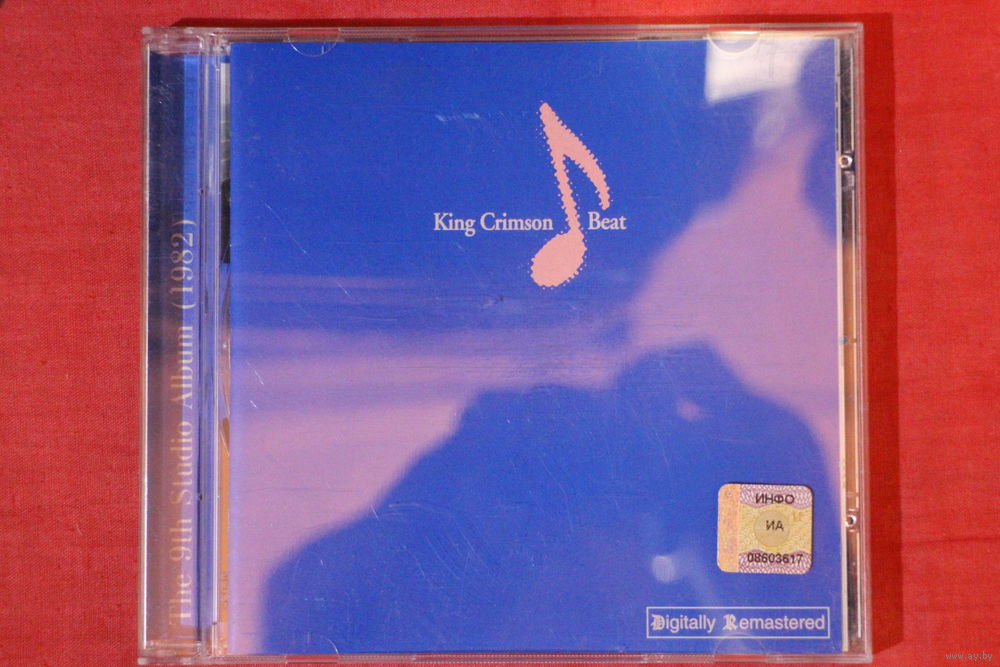 King Crimson Beat
The 9th Studio Album (1982)
ИНФО
ИА
08603617
Digitally Remastered
www.ay.by